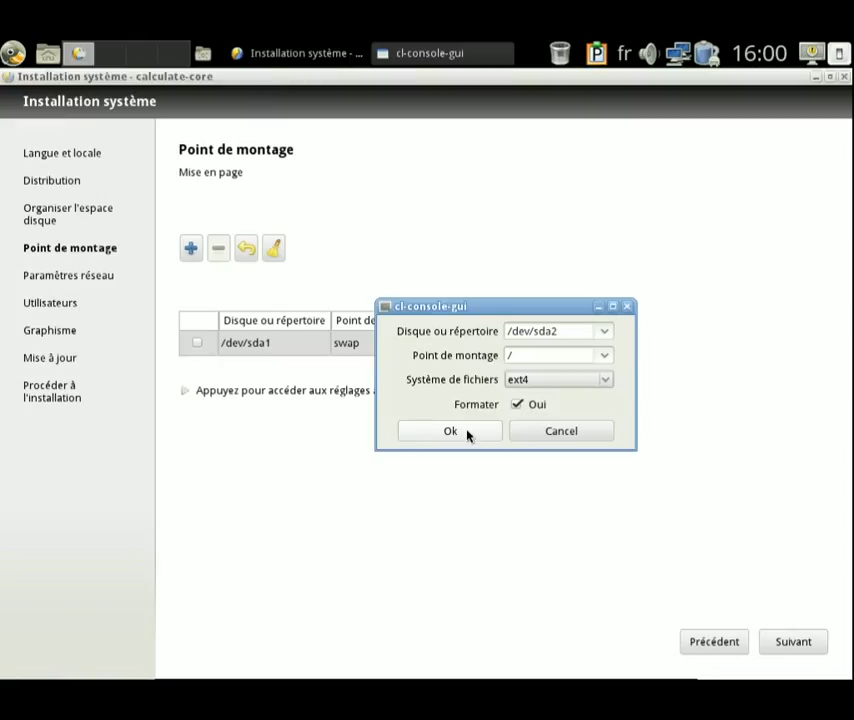 Installation système - ...
cl-console-gui
fr
16:00
Installation système - calculate-core
Installation système
Langue et locale
Distribution
Organiser l'espace
disque
Point de montage
Paramètres réseau
Utilisateurs
Graphisme
Mise à jour
Procéder à
l'installation
Point de montage
Mise en page
Disque ou répertoire
Point de
/dev/sda1
swap
Appuyez pour accéder aux réglages
cl-console-gui
Disque ou répertoire
/dev/sda2
Point de montage
/
Système de fichiers
ext4
Formater
Oui
Ok
Cancel
Précédent
Suivant